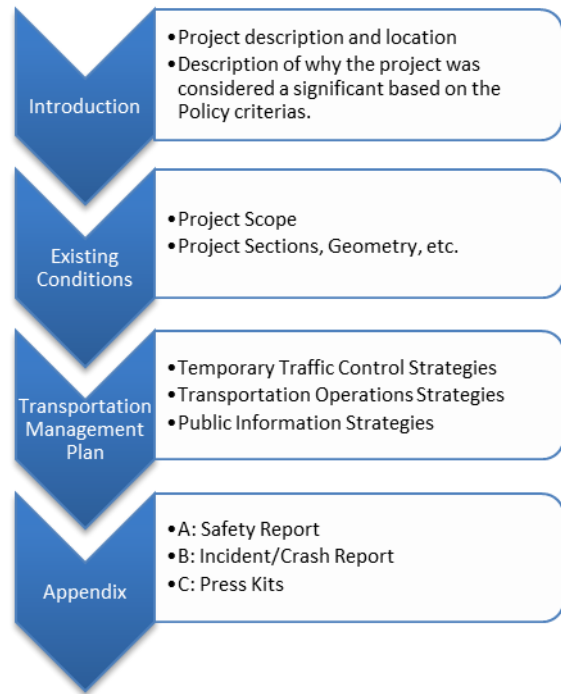 Introduction
•Project description and location
•Description of why the project was
considered a significant based on the
Policy criterias.
Existing
Conditions
•Project Scope
•Project Sections, Geometry, etc.
Transportation
Management
Plan
•Temporary Traffic Control Strategies
•Transportation Operations Strategies
•Public Information Strategies
Appendix
•A: Safety Report
•B: Incident/Crash Report
•C: Press Kits